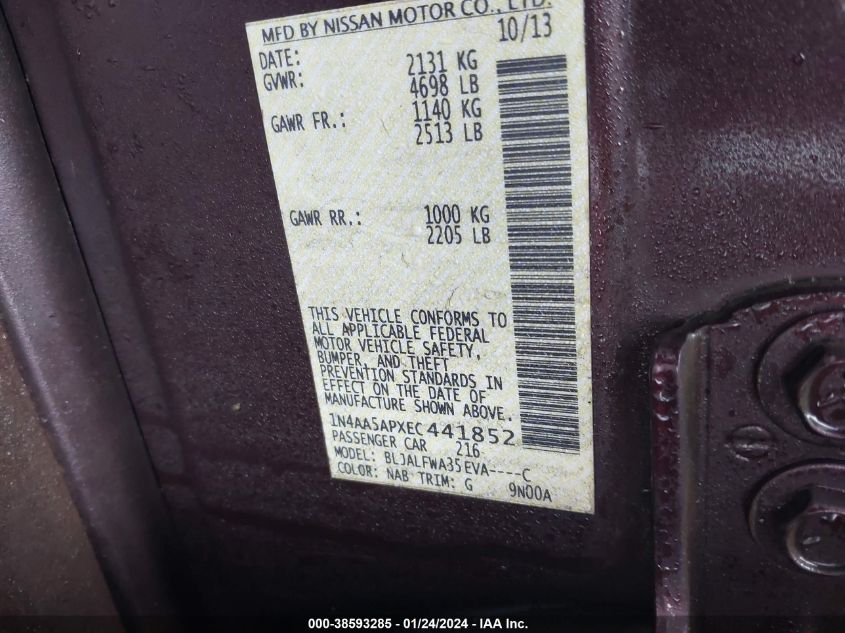 MFD BY NISSAN MOTOR CO., LTD.
DATE: 10/13
GVWR: 2131 KG
4698 LB
GAWR FR.: 1140 KG
2513 LB
GAWR RR.: 1000 KG
2205 LB
THIS VEHICLE CONFORMS TO
ALL APPLICABLE FEDERAL
MOTOR VEHICLE SAFETY,
BUMPER, AND THEFT
PREVENTION STANDARDS IN
EFFECT ON THE DATE OF
MANUFACTURE SHOWN ABOVE.
1N4AA5APXEC441852
PASSENGER CAR 216
MODEL: BLJALFWA35EVA----C
COLOR: NAB TRIM: G 9N00A
000-38593285 - 01/24/2024 - IAA Inc.